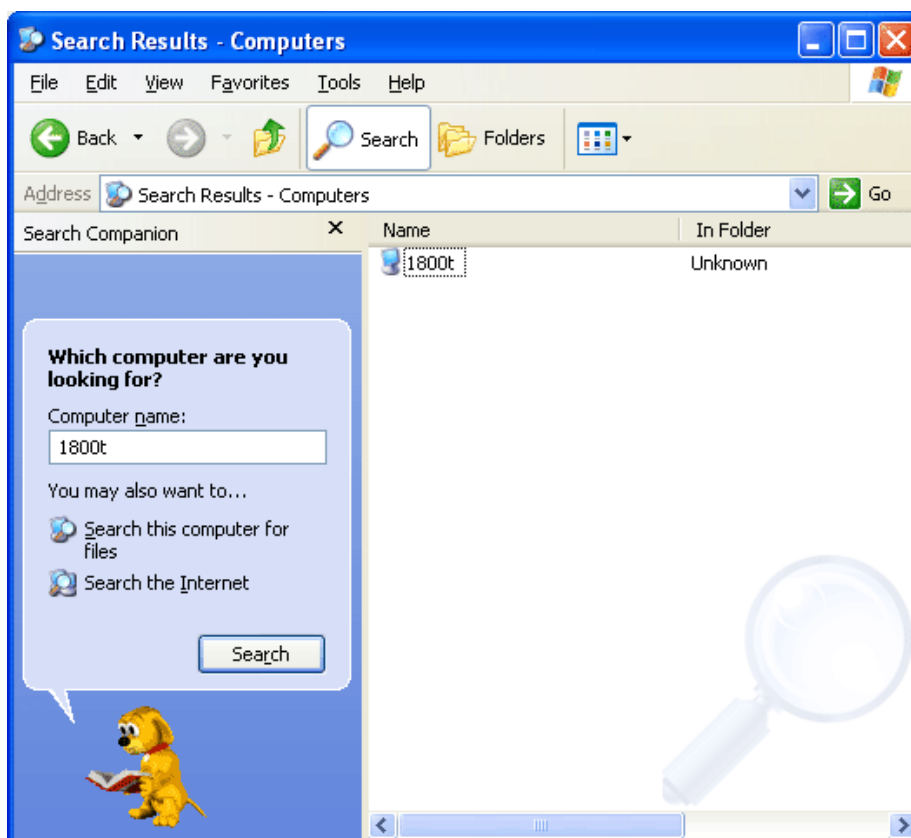 Search Results - Computers
File Edit View Favorites Tools Help
Back Search Folders
Address Search Results - Computers Go
Search Companion
Name In Folder
1800t Unknown
Which computer are you
looking for?
Computer name:
1800t
You may also want to...
Search this computer for
files
Search the Internet
Search